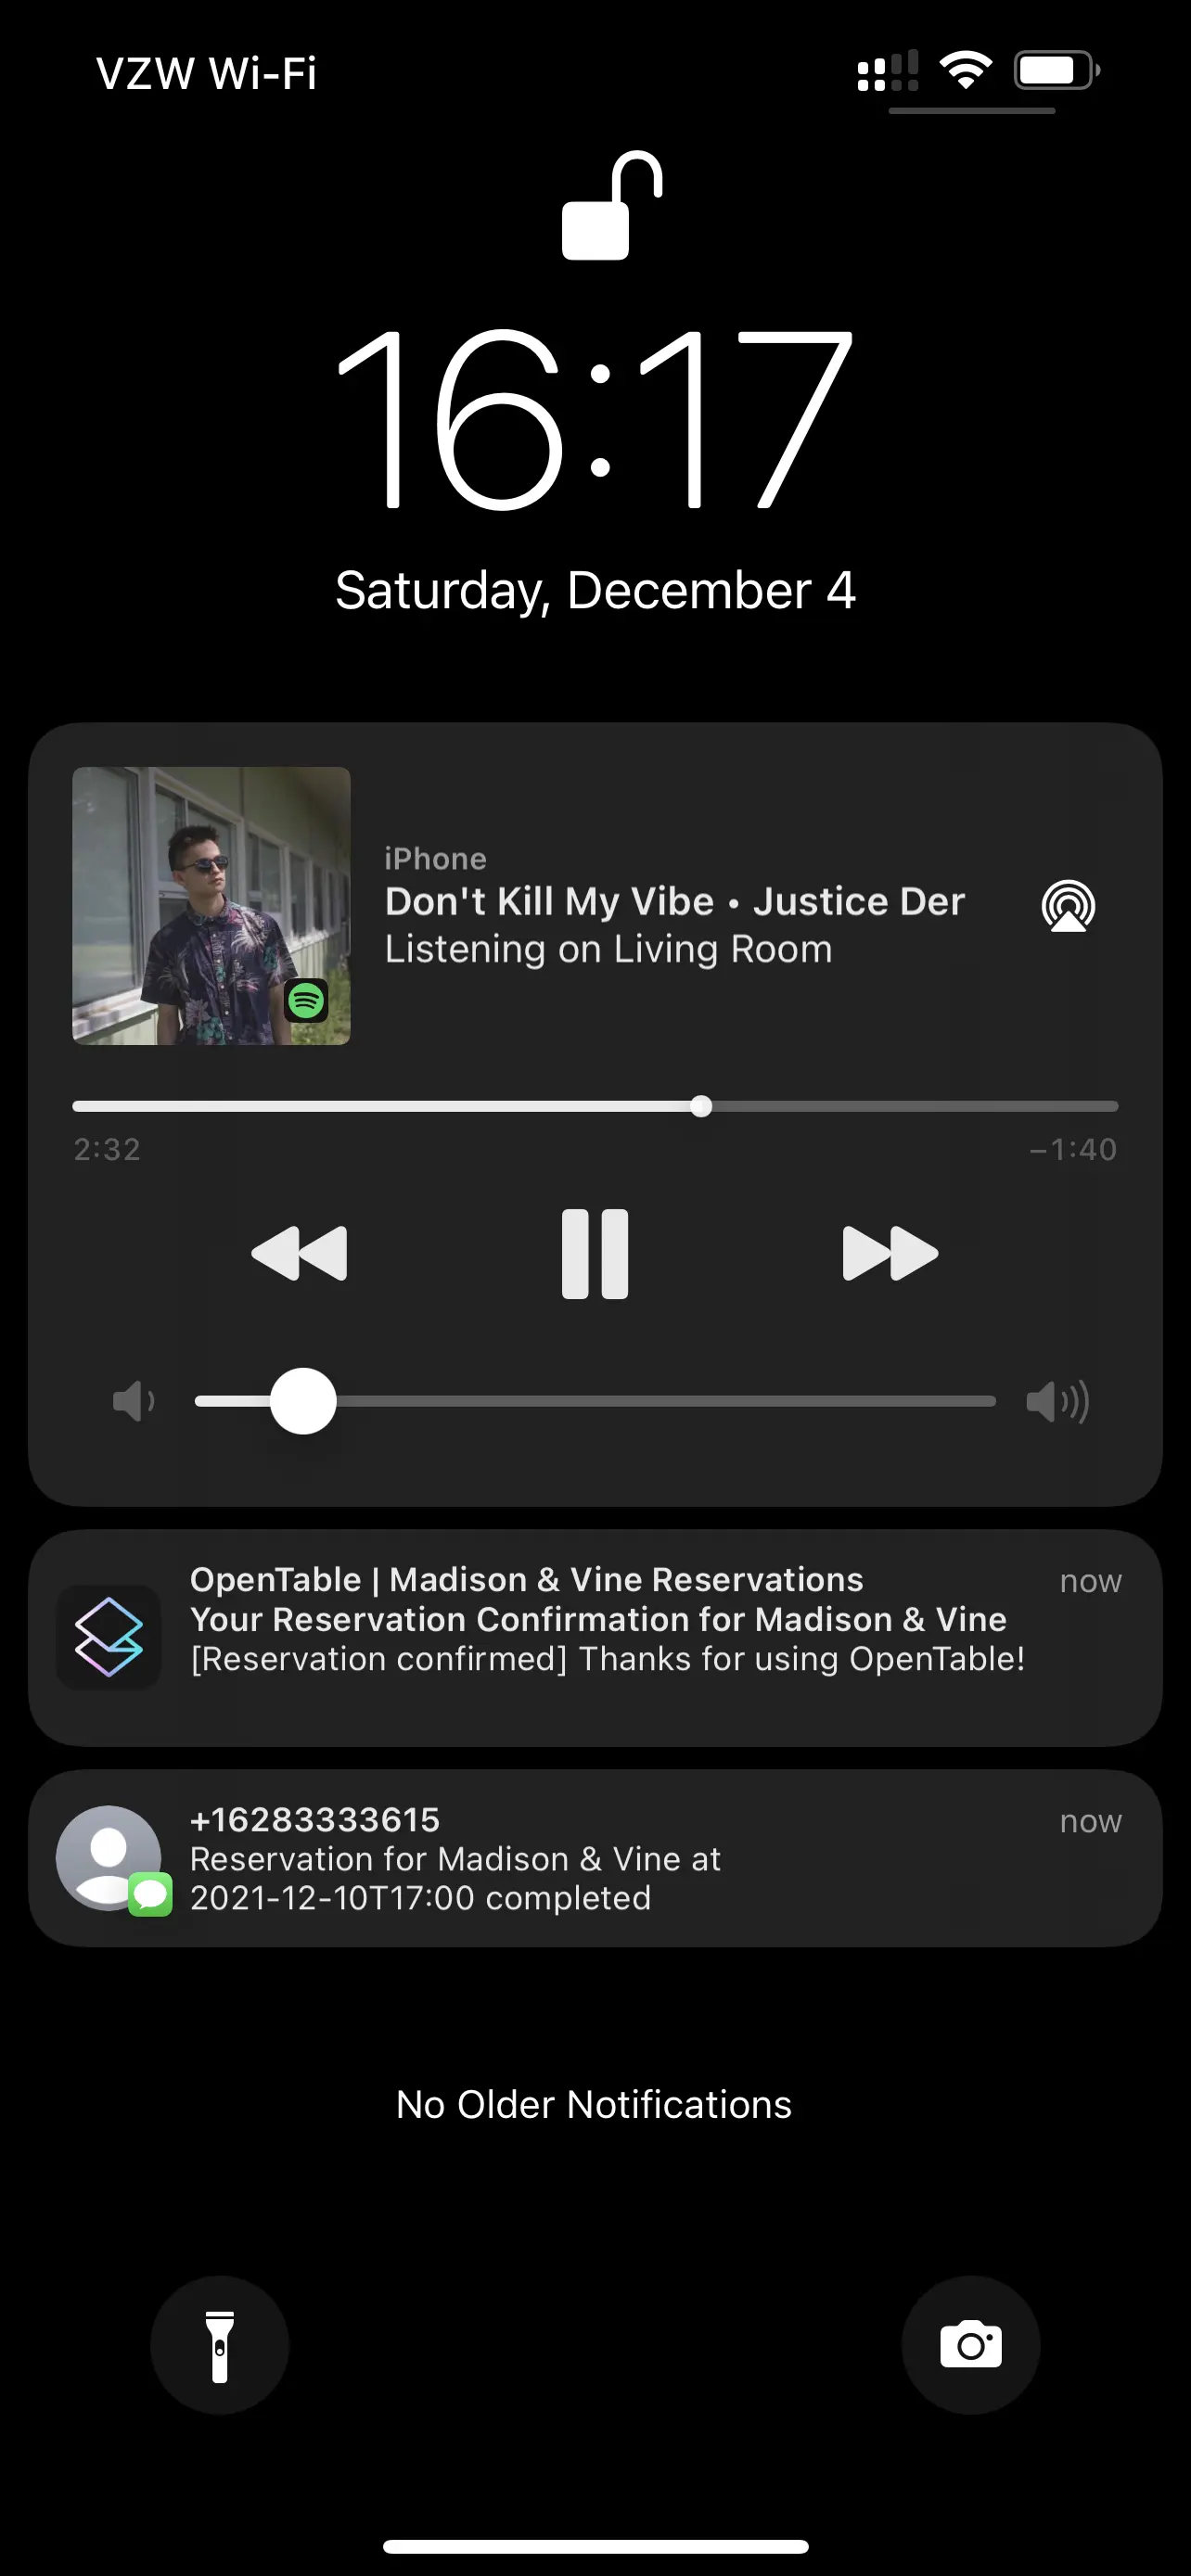 VZW Wi-Fi
16:17
Saturday, December 4
iPhone
Don't Kill My Vibe • Justice Der
Listening on Living Room
2:32
−1:40
OpenTable | Madison & Vine Reservations
now
Your Reservation Confirmation for Madison & Vine
[Reservation confirmed] Thanks for using OpenTable!
+16283333615
now
Reservation for Madison & Vine at
2021-12-10T17:00 completed
No Older Notifications